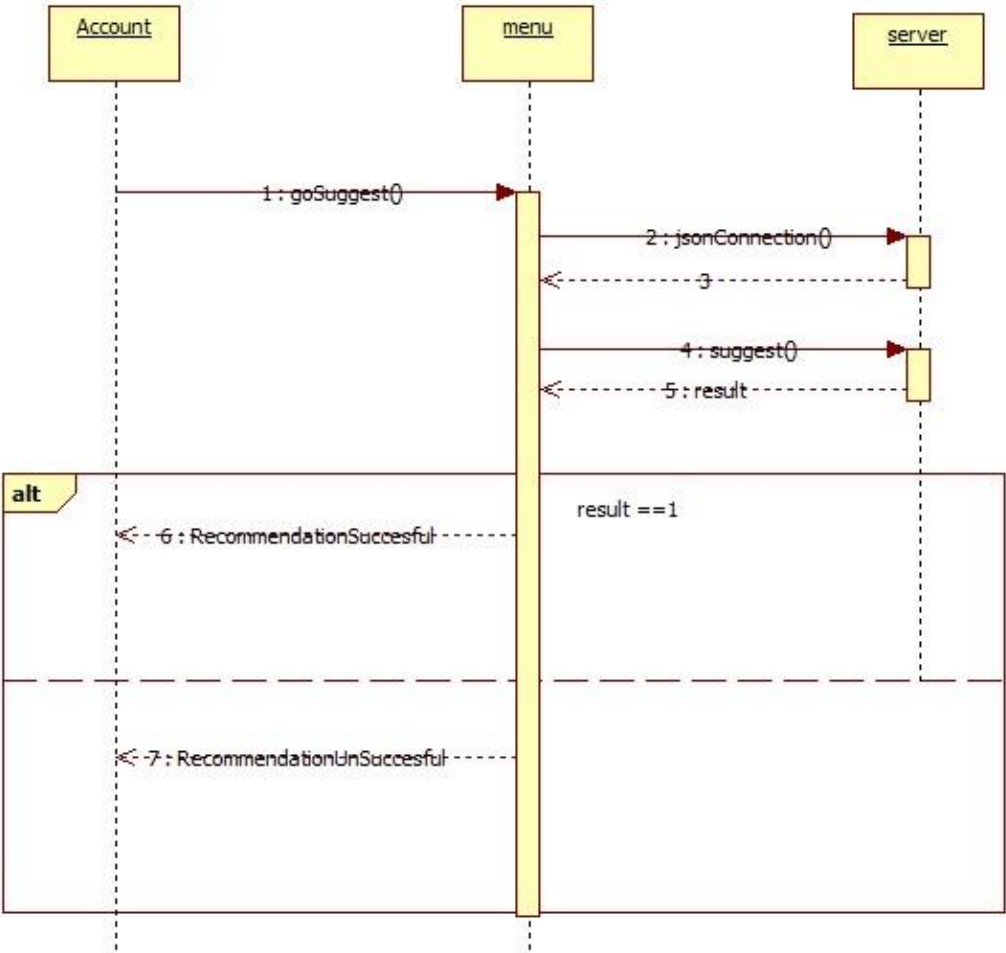 Account
menu
server
1 : goSuggest()
2 : jsonConnection()
3
4 : suggest()
5 : result
alt
result ==1
6 : RecommendationSuccesful
7 : RecommendationUnSuccesful